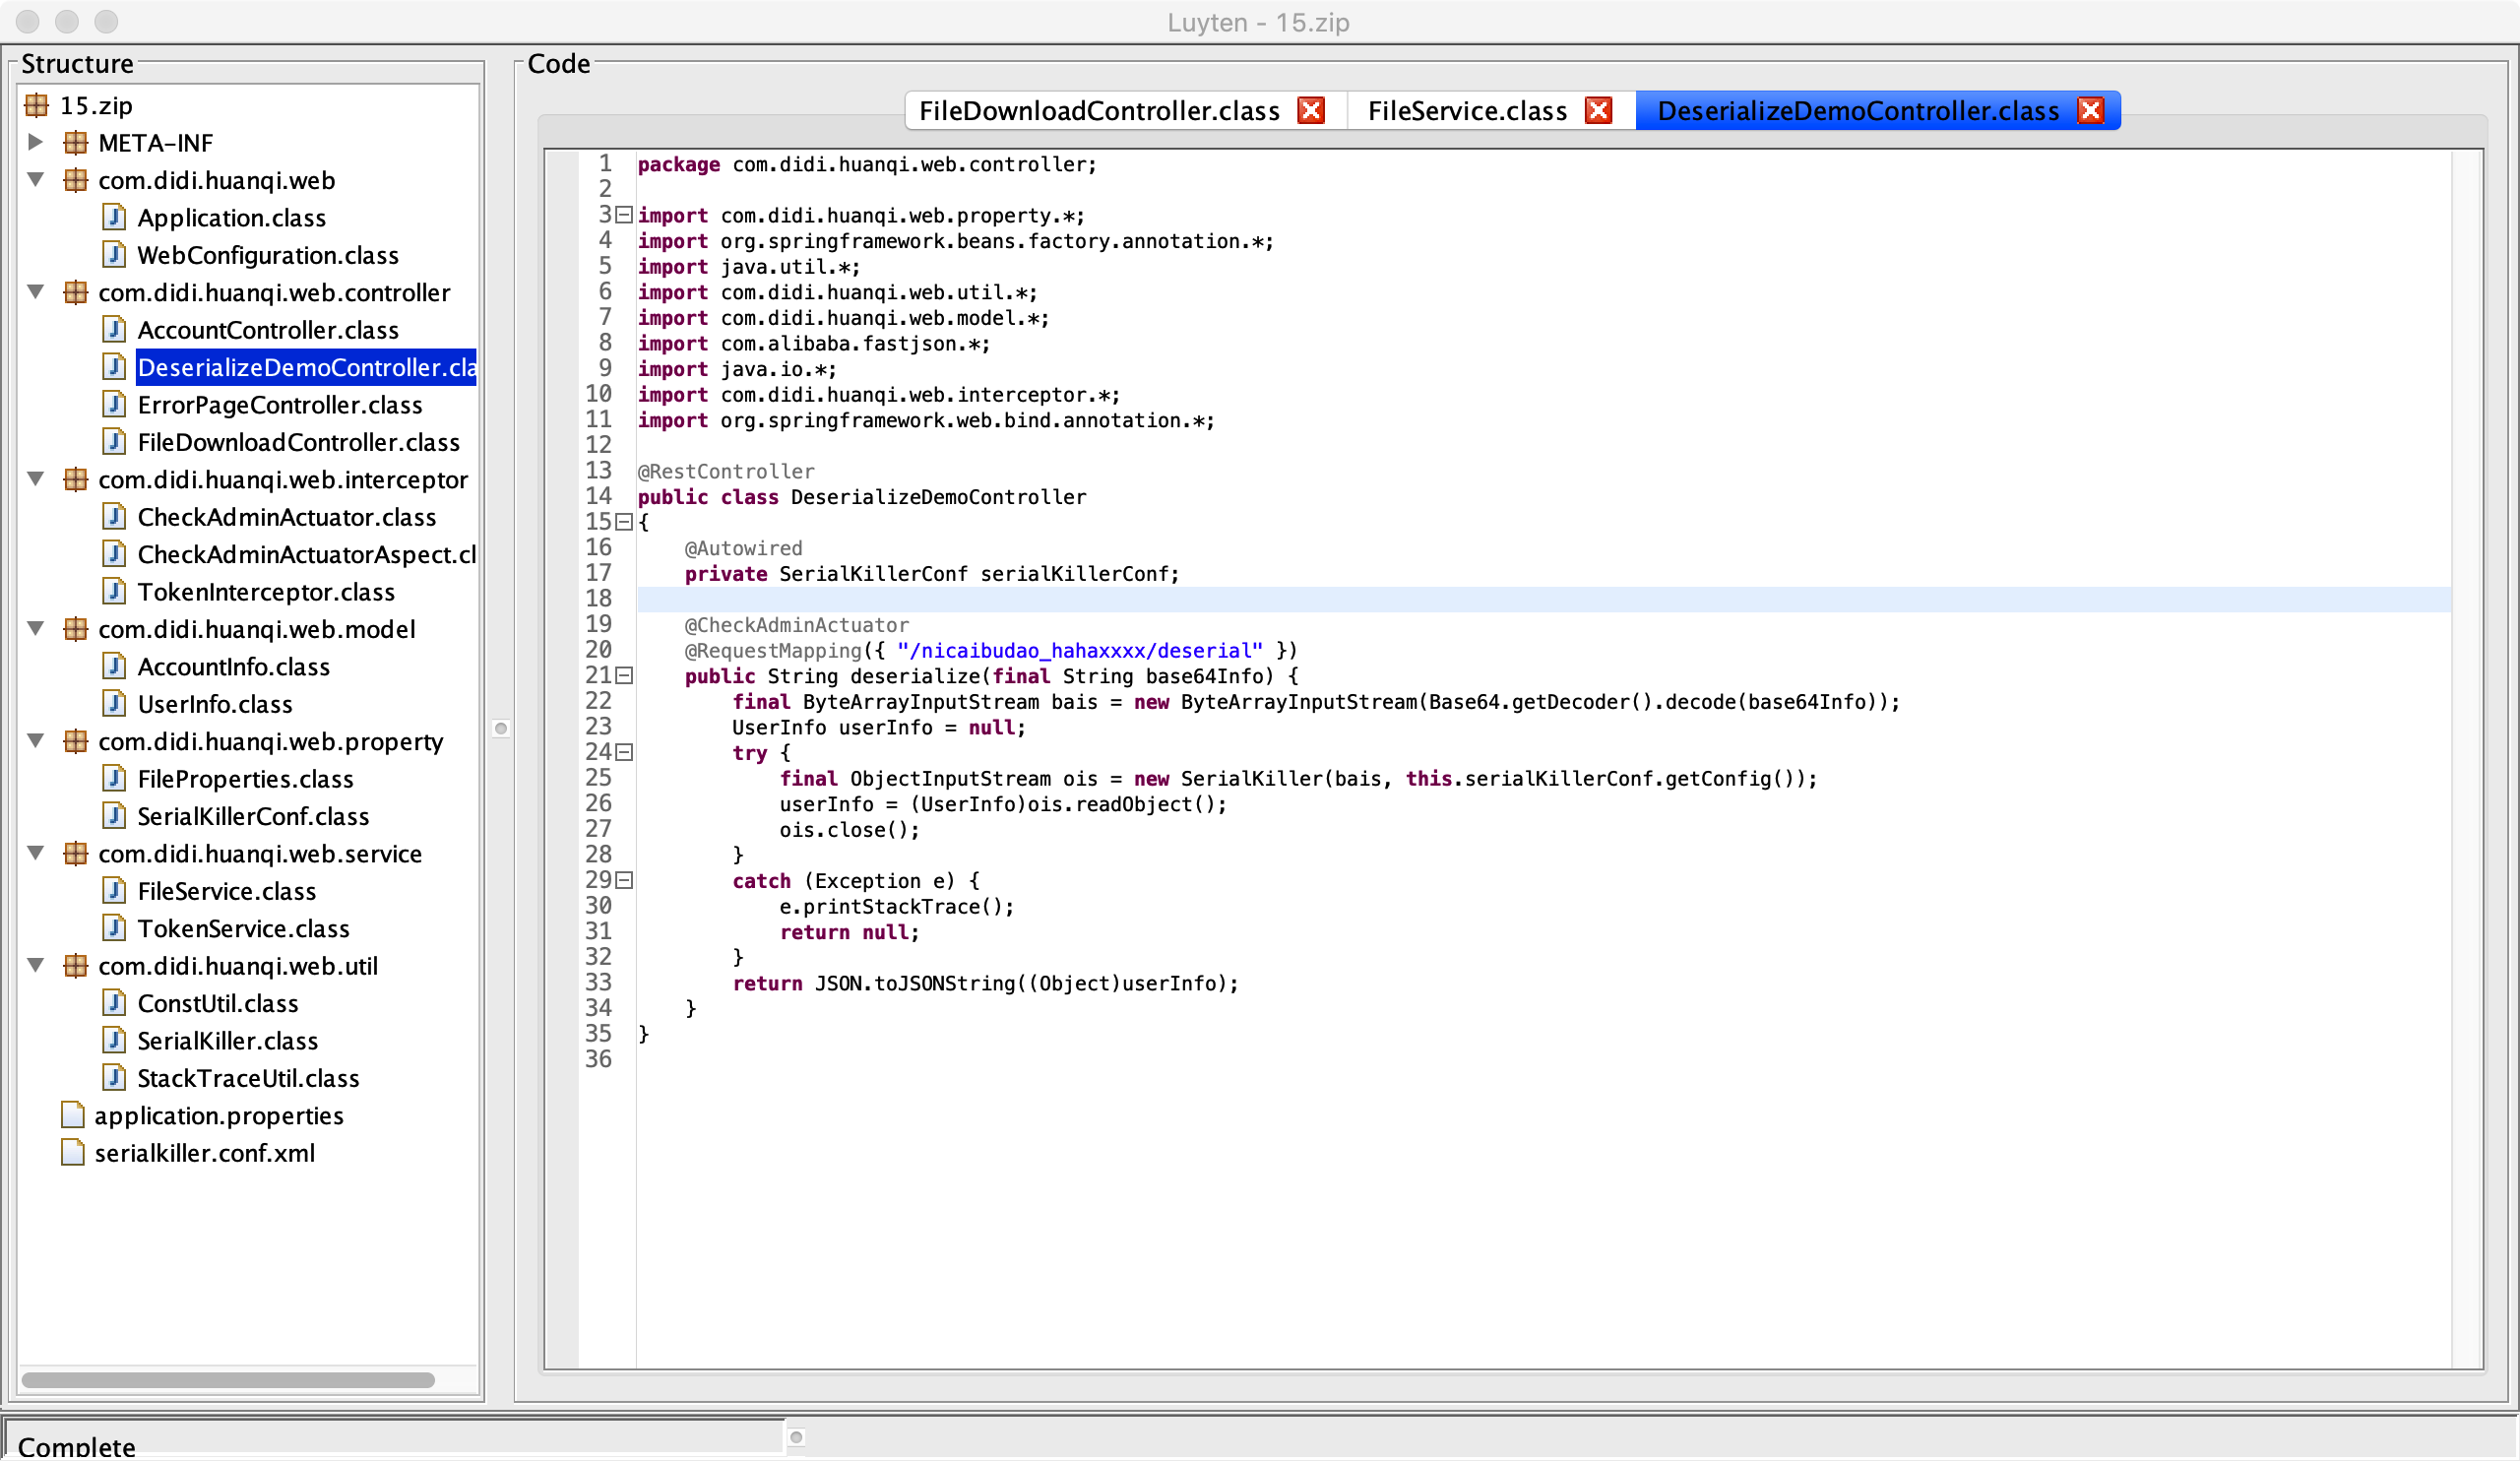 Luyten - 15.zip
Structure
15.zip
META-INF
com.didi.huanqi.web
Application.class
WebConfiguration.class
com.didi.huanqi.web.controller
AccountController.class
DeserializeDemoController.cla
ErrorPageController.class
FileDownloadController.class
com.didi.huanqi.web.interceptor
CheckAdminActuator.class
CheckAdminActuatorAspect.cl
TokenInterceptor.class
com.didi.huanqi.web.model
AccountInfo.class
UserInfo.class
com.didi.huanqi.web.property
FileProperties.class
SerialKillerConf.class
com.didi.huanqi.web.service
FileService.class
TokenService.class
com.didi.huanqi.web.util
ConstUtil.class
SerialKiller.class
StackTraceUtil.class
application.properties
serialkiller.conf.xml
Code
FileDownloadController.class FileService.class DeserializeDemoController.class
1 package com.didi.huanqi.web.controller;
2
3 import com.didi.huanqi.web.property.*;
4 import org.springframework.beans.factory.annotation.*;
5 import java.util.*;
6 import com.didi.huanqi.web.util.*;
7 import com.didi.huanqi.web.model.*;
8 import com.alibaba.fastjson.*;
9 import java.io.*;
10 import com.didi.huanqi.web.interceptor.*;
11 import org.springframework.web.bind.annotation.*;
12
13 @RestController
14 public class DeserializeDemoController
15 {
16     @Autowired
17     private SerialKillerConf serialKillerConf;
18
19     @CheckAdminActuator
20     @RequestMapping({ "/nicaibudao_hahaxxxx/deserial" })
21     public String deserialize(final String base64Info) {
22         final ByteArrayInputStream bais = new ByteArrayInputStream(Base64.getDecoder().decode(base64Info));
23         UserInfo userInfo = null;
24         try {
25             final ObjectInputStream ois = new SerialKiller(bais, this.serialKillerConf.getConfig());
26             userInfo = (UserInfo)ois.readObject();
27             ois.close();
28         }
29         catch (Exception e) {
30             e.printStackTrace();
31             return null;
32         }
33         return JSON.toJSONString((Object)userInfo);
34     }
35 }
36
Complete